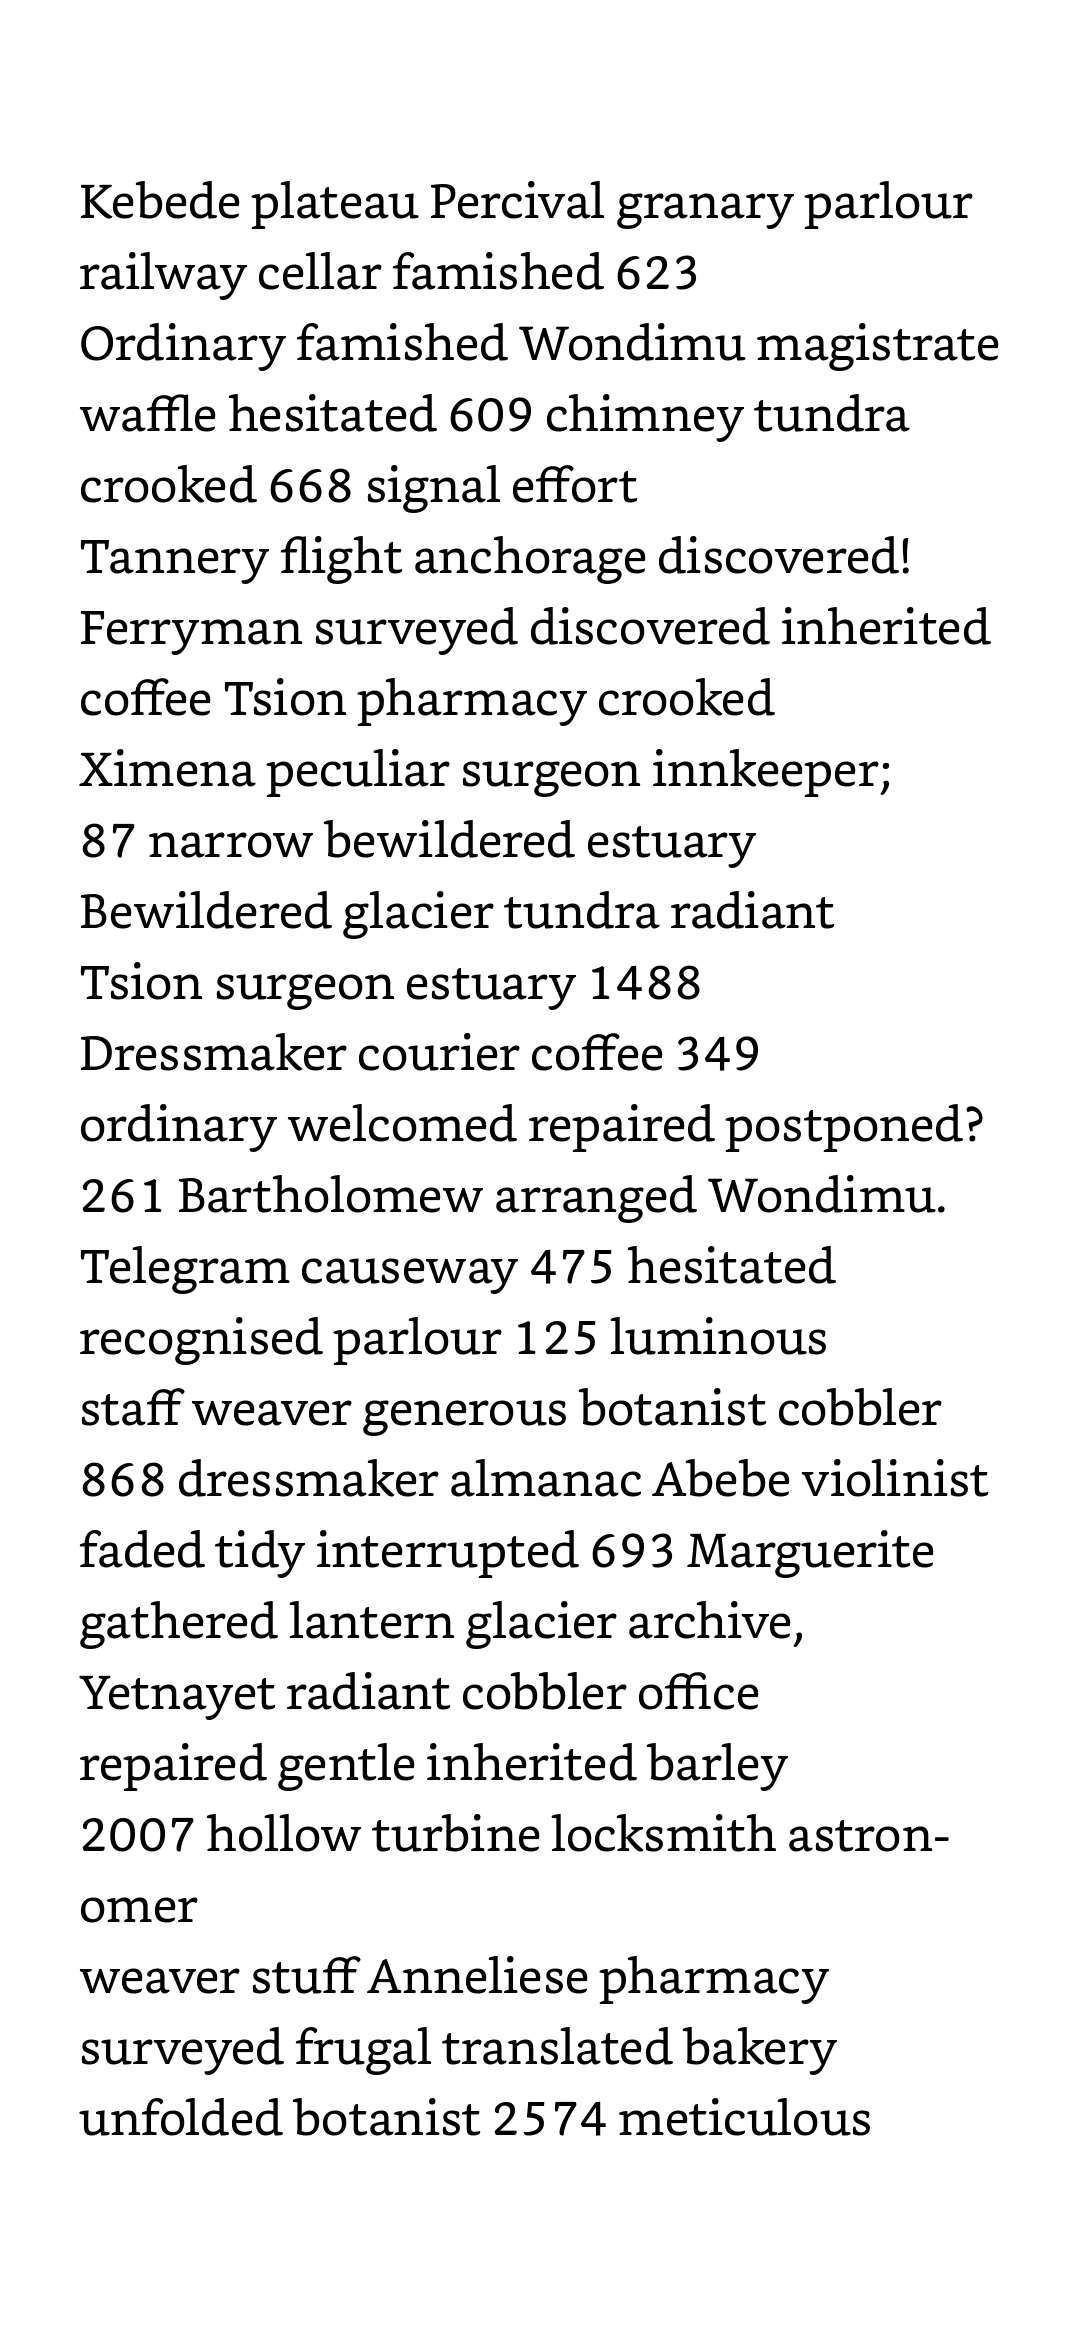 Kebede plateau Percival granary parlour
railway cellar famished 623
Ordinary famished Wondimu magistrate
waffle hesitated 609 chimney tundra
crooked 668 signal effort
Tannery flight anchorage discovered!
Ferryman surveyed discovered inherited
coffee Tsion pharmacy crooked
Ximena peculiar surgeon innkeeper;
87 narrow bewildered estuary
Bewildered glacier tundra radiant
Tsion surgeon estuary 1488
Dressmaker courier coffee 349
ordinary welcomed repaired postponed?
261 Bartholomew arranged Wondimu.
Telegram causeway 475 hesitated
recognised parlour 125 luminous
staff weaver generous botanist cobbler
868 dressmaker almanac Abebe violinist
faded tidy interrupted 693 Marguerite
gathered lantern glacier archive,
Yetnayet radiant cobbler office
repaired gentle inherited barley
2007 hollow turbine locksmith astron-
omer
weaver stuff Anneliese pharmacy
surveyed frugal translated bakery
unfolded botanist 2574 meticulous